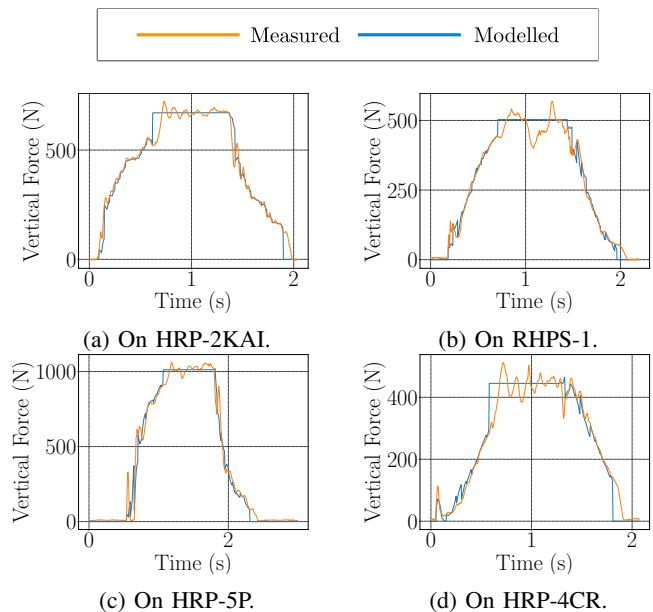 Measured Modelled
Vertical Force (N)
500
0
0 1 2
Time (s)
(a) On HRP-2KAI.
Vertical Force (N)
500
250
0
0 1 2
Time (s)
(b) On RHPS-1.
Vertical Force (N)
1000
500
0
0 2
Time (s)
(c) On HRP-5P.
Vertical Force (N)
400
200
0
0 1 2
Time (s)
(d) On HRP-4CR.